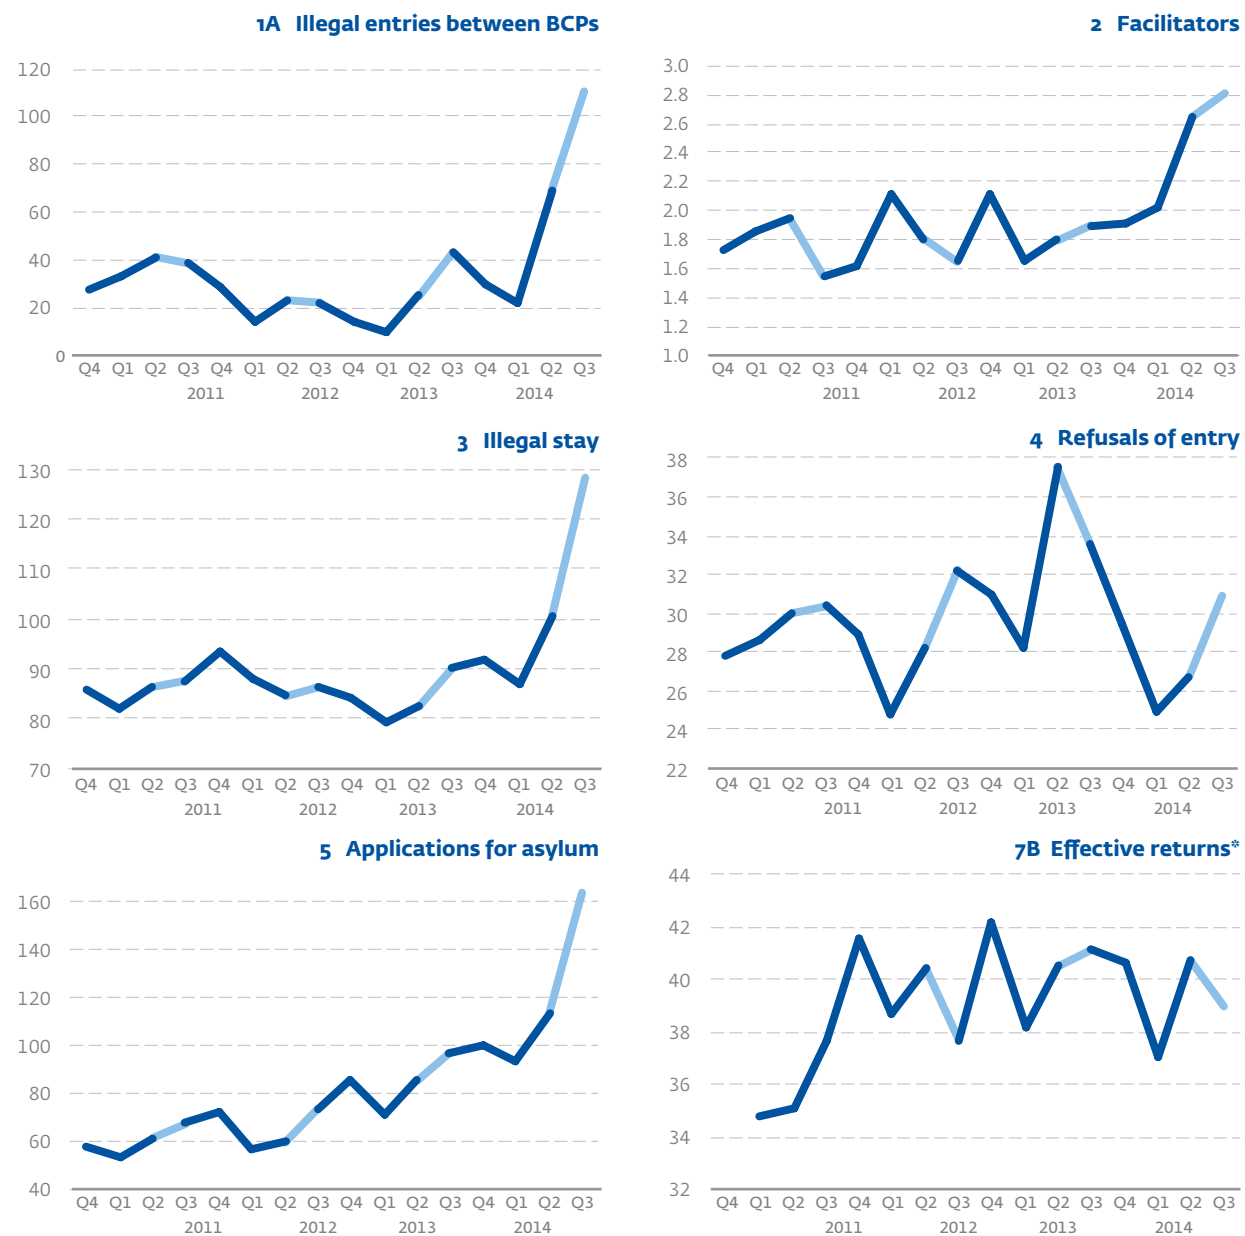 1A Illegal entries between BCPs
120
100
80
60
40
20
0
Q4 Q1 Q2 Q3 Q4 Q1 Q2 Q3 Q4 Q1 Q2 Q3 Q4 Q1 Q2 Q3
2011 2012 2013 2014
2 Facilitators
3.0
2.8
2.6
2.4
2.2
2.0
1.8
1.6
1.4
1.2
1.0
Q4 Q1 Q2 Q3 Q4 Q1 Q2 Q3 Q4 Q1 Q2 Q3 Q4 Q1 Q2 Q3
2011 2012 2013 2014
3 Illegal stay
130
120
110
100
90
80
70
Q4 Q1 Q2 Q3 Q4 Q1 Q2 Q3 Q4 Q1 Q2 Q3 Q4 Q1 Q2 Q3
2011 2012 2013 2014
4 Refusals of entry
38
36
34
32
30
28
26
24
22
Q4 Q1 Q2 Q3 Q4 Q1 Q2 Q3 Q4 Q1 Q2 Q3 Q4 Q1 Q2 Q3
2011 2012 2013 2014
5 Applications for asylum
160
140
120
100
80
60
40
Q4 Q1 Q2 Q3 Q4 Q1 Q2 Q3 Q4 Q1 Q2 Q3 Q4 Q1 Q2 Q3
2011 2012 2013 2014
7B Effective returns*
44
42
40
38
36
34
32
Q4 Q1 Q2 Q3 Q4 Q1 Q2 Q3 Q4 Q1 Q2 Q3 Q4 Q1 Q2 Q3
2011 2012 2013 2014